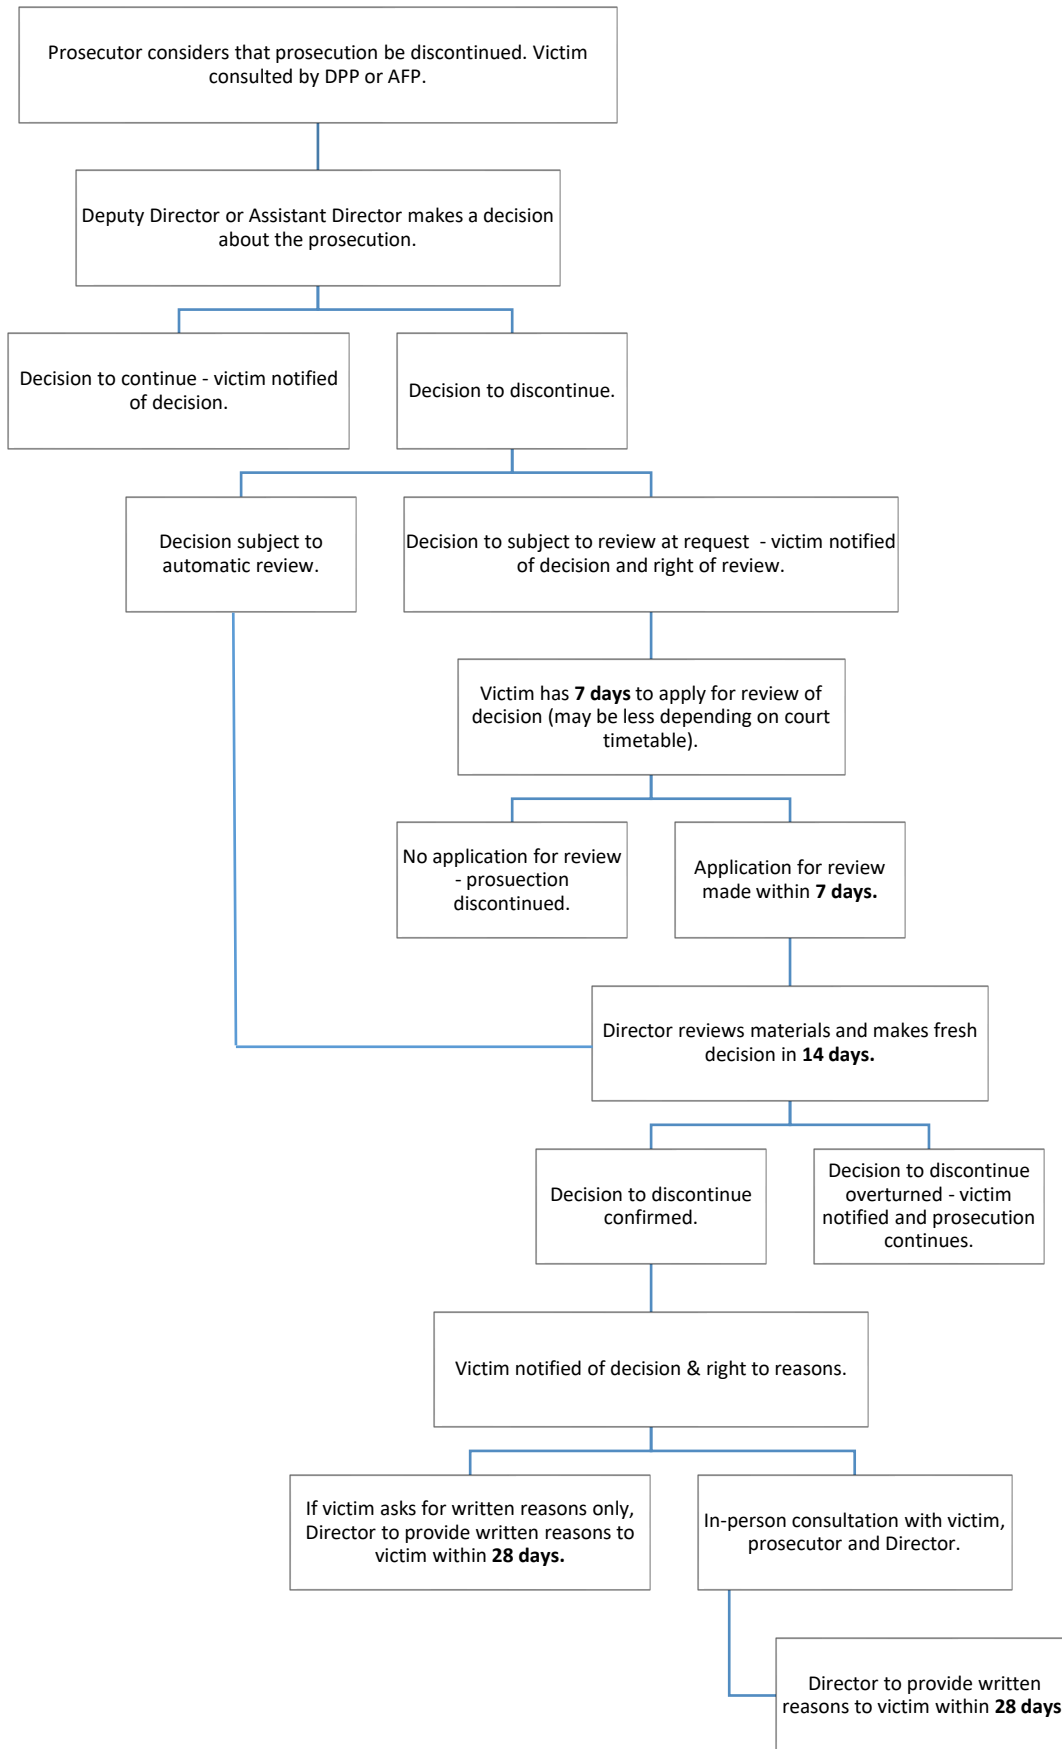 Prosecutor considers that prosecution be discontinued. Victim
consulted by DPP or AFP.
Deputy Director or Assistant Director makes a decision
about the prosecution.
Decision to continue - victim notified
of decision.
Decision to discontinue.
Decision subject to
automatic review.
Decision to subject to review at request - victim notified
of decision and right of review.
Victim has 7 days to apply for review of
decision (may be less depending on court
timetable).
No application for review
- prosuection
discontinued.
Application for review
made within 7 days.
Director reviews materials and makes fresh
decision in 14 days.
Decision to discontinue
confirmed.
Decision to discontinue
overturned - victim
notified and prosecution
continues.
Victim notified of decision & right to reasons.
If victim asks for written reasons only,
Director to provide written reasons to
victim within 28 days.
In-person consultation with victim,
prosecutor and Director.
Director to provide written
reasons to victim within 28 days